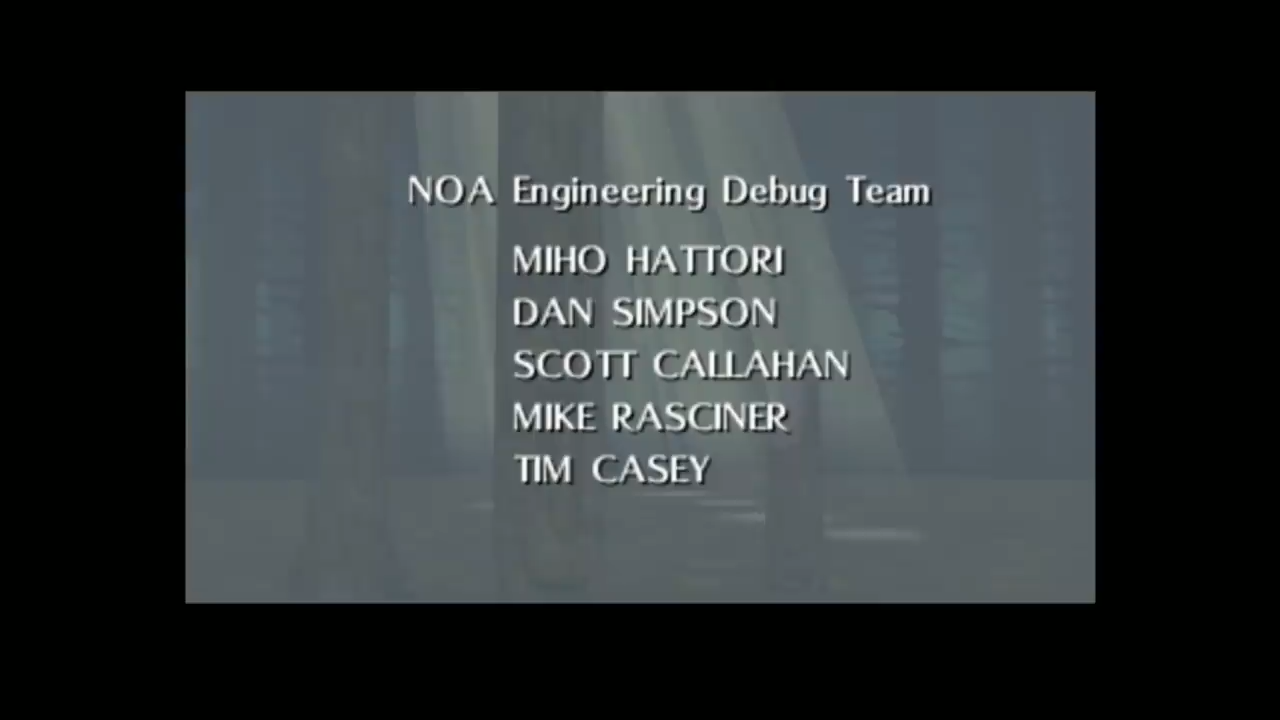 NOA Engineering Debug Team
MIHO HATTORI
DAN SIMPSON
SCOTT CALLAHAN
MIKE RASCINER
TIM CASEY